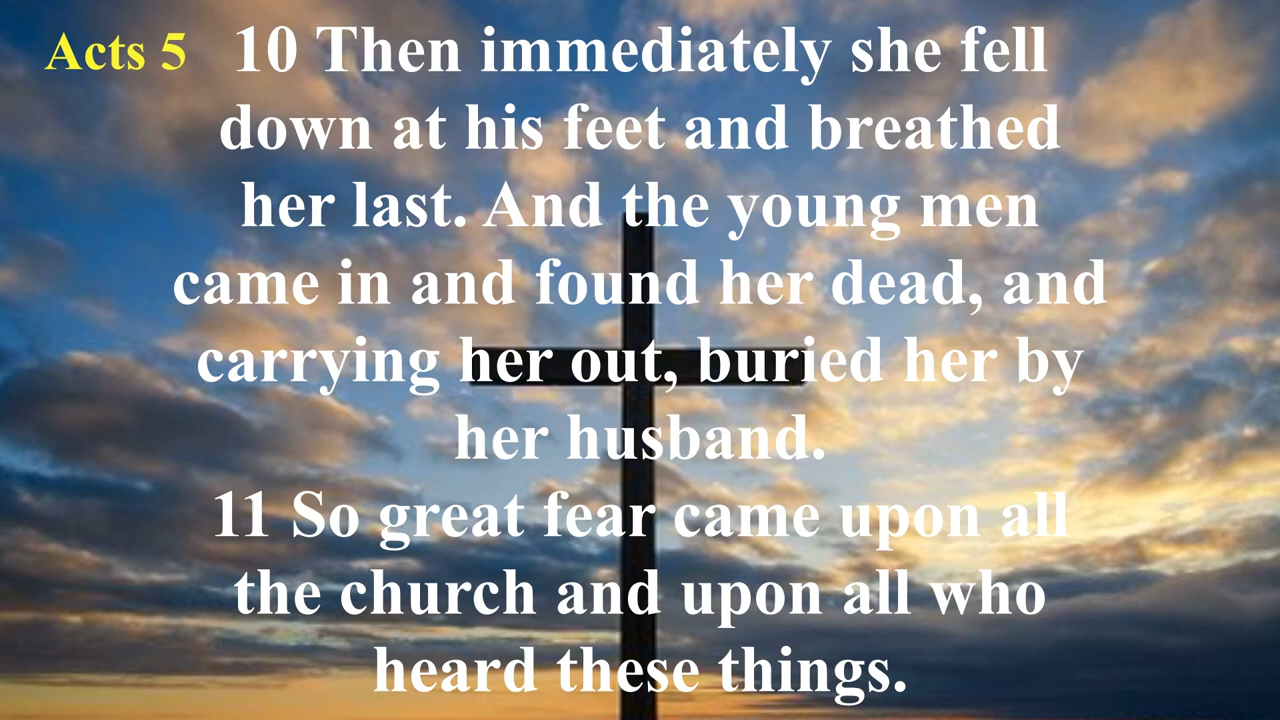 Acts 5
10 Then immediately she fell
down at his feet and breathed
her last. And the young men
came in and found her dead, and
carrying her out, buried her by
her husband.
11 So great fear came upon all
the church and upon all who
heard these things.